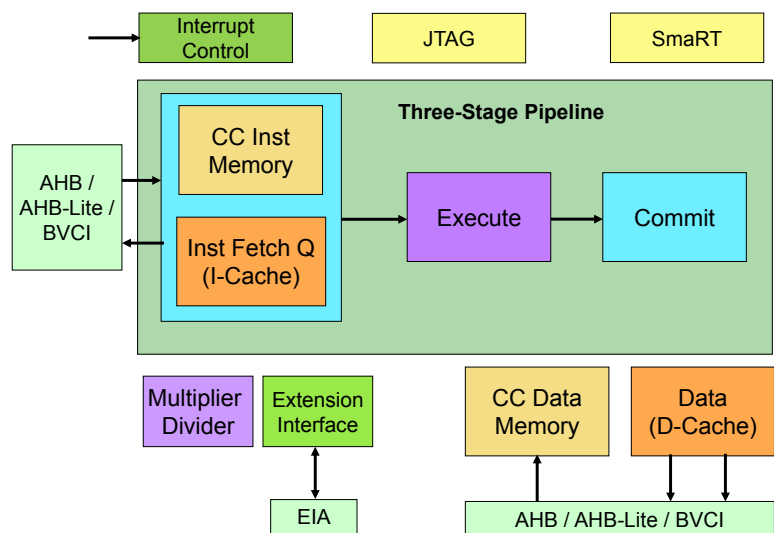 Interrupt
Control
JTAG
SmaRT
Three-Stage Pipeline
CC Inst
Memory
AHB /
AHB-Lite /
BVCI
Inst Fetch Q
(I-Cache)
Execute
Commit
Multiplier
Divider
Extension
Interface
CC Data
Memory
Data
(D-Cache)
EIA
AHB / AHB-Lite / BVCI